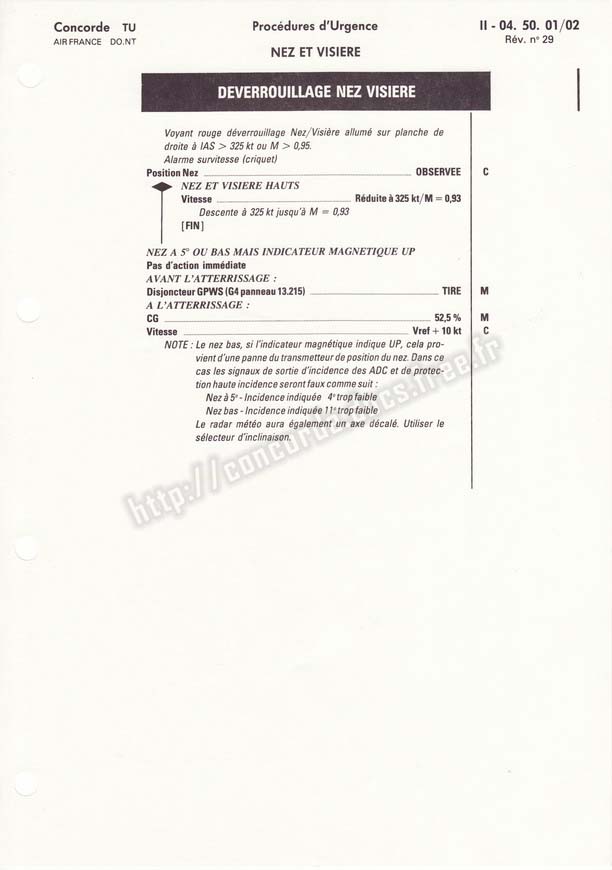 Concorde TU
AIR FRANCE DO.NT
Procédures d'Urgence
NEZ ET VISIERE
II - 04. 50. 01/02
Rév. n° 29
DEVERROUILLAGE NEZ VISIERE
Voyant rouge déverrouillage Nez/Visière allumé sur planche de
droite à IAS > 325 kt ou M > 0,95.
Alarme survitesse (criquet)
Position Nez OBSERVEE C
NEZ ET VISIERE HAUTS
Vitesse Réduite à 325 kt/M = 0,93
Descente à 325 kt jusqu'à M = 0,93
[FIN]
NEZ A 5° OU BAS MAIS INDICATEUR MAGNETIQUE UP
Pas d'action immédiate
AVANT L'ATTERRISSAGE :
Disjoncteur GPWS (G4 panneau 13.215) TIRE M
A L'ATTERRISSAGE :
CG 52,5 % M
Vitesse Vref + 10 kt C
NOTE : Le nez bas, si l'indicateur magnétique indique UP, cela pro-
vient d'une panne du transmetteur de position du nez. Dans ce
cas les signaux de sortie d'incidence des ADC et de protec-
tion haute incidence seront faux comme suit :
Nez à 5° - Incidence indiquée 4° trop faible
Nez bas - Incidence indiquée 11° trop faible
Le radar météo aura également un axe décalé. Utiliser le
sélecteur d'inclinaison.
http://concordescs.free.fr